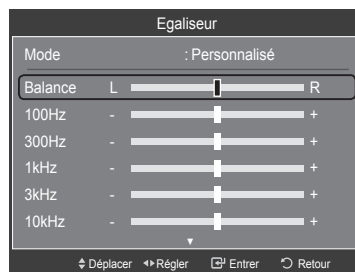 Egaliseur
Mode : Personnalisé
Balance L R
100Hz - +
300Hz - +
1kHz - +
3kHz - +
10kHz - +
Déplacer Régler Entrer Retour